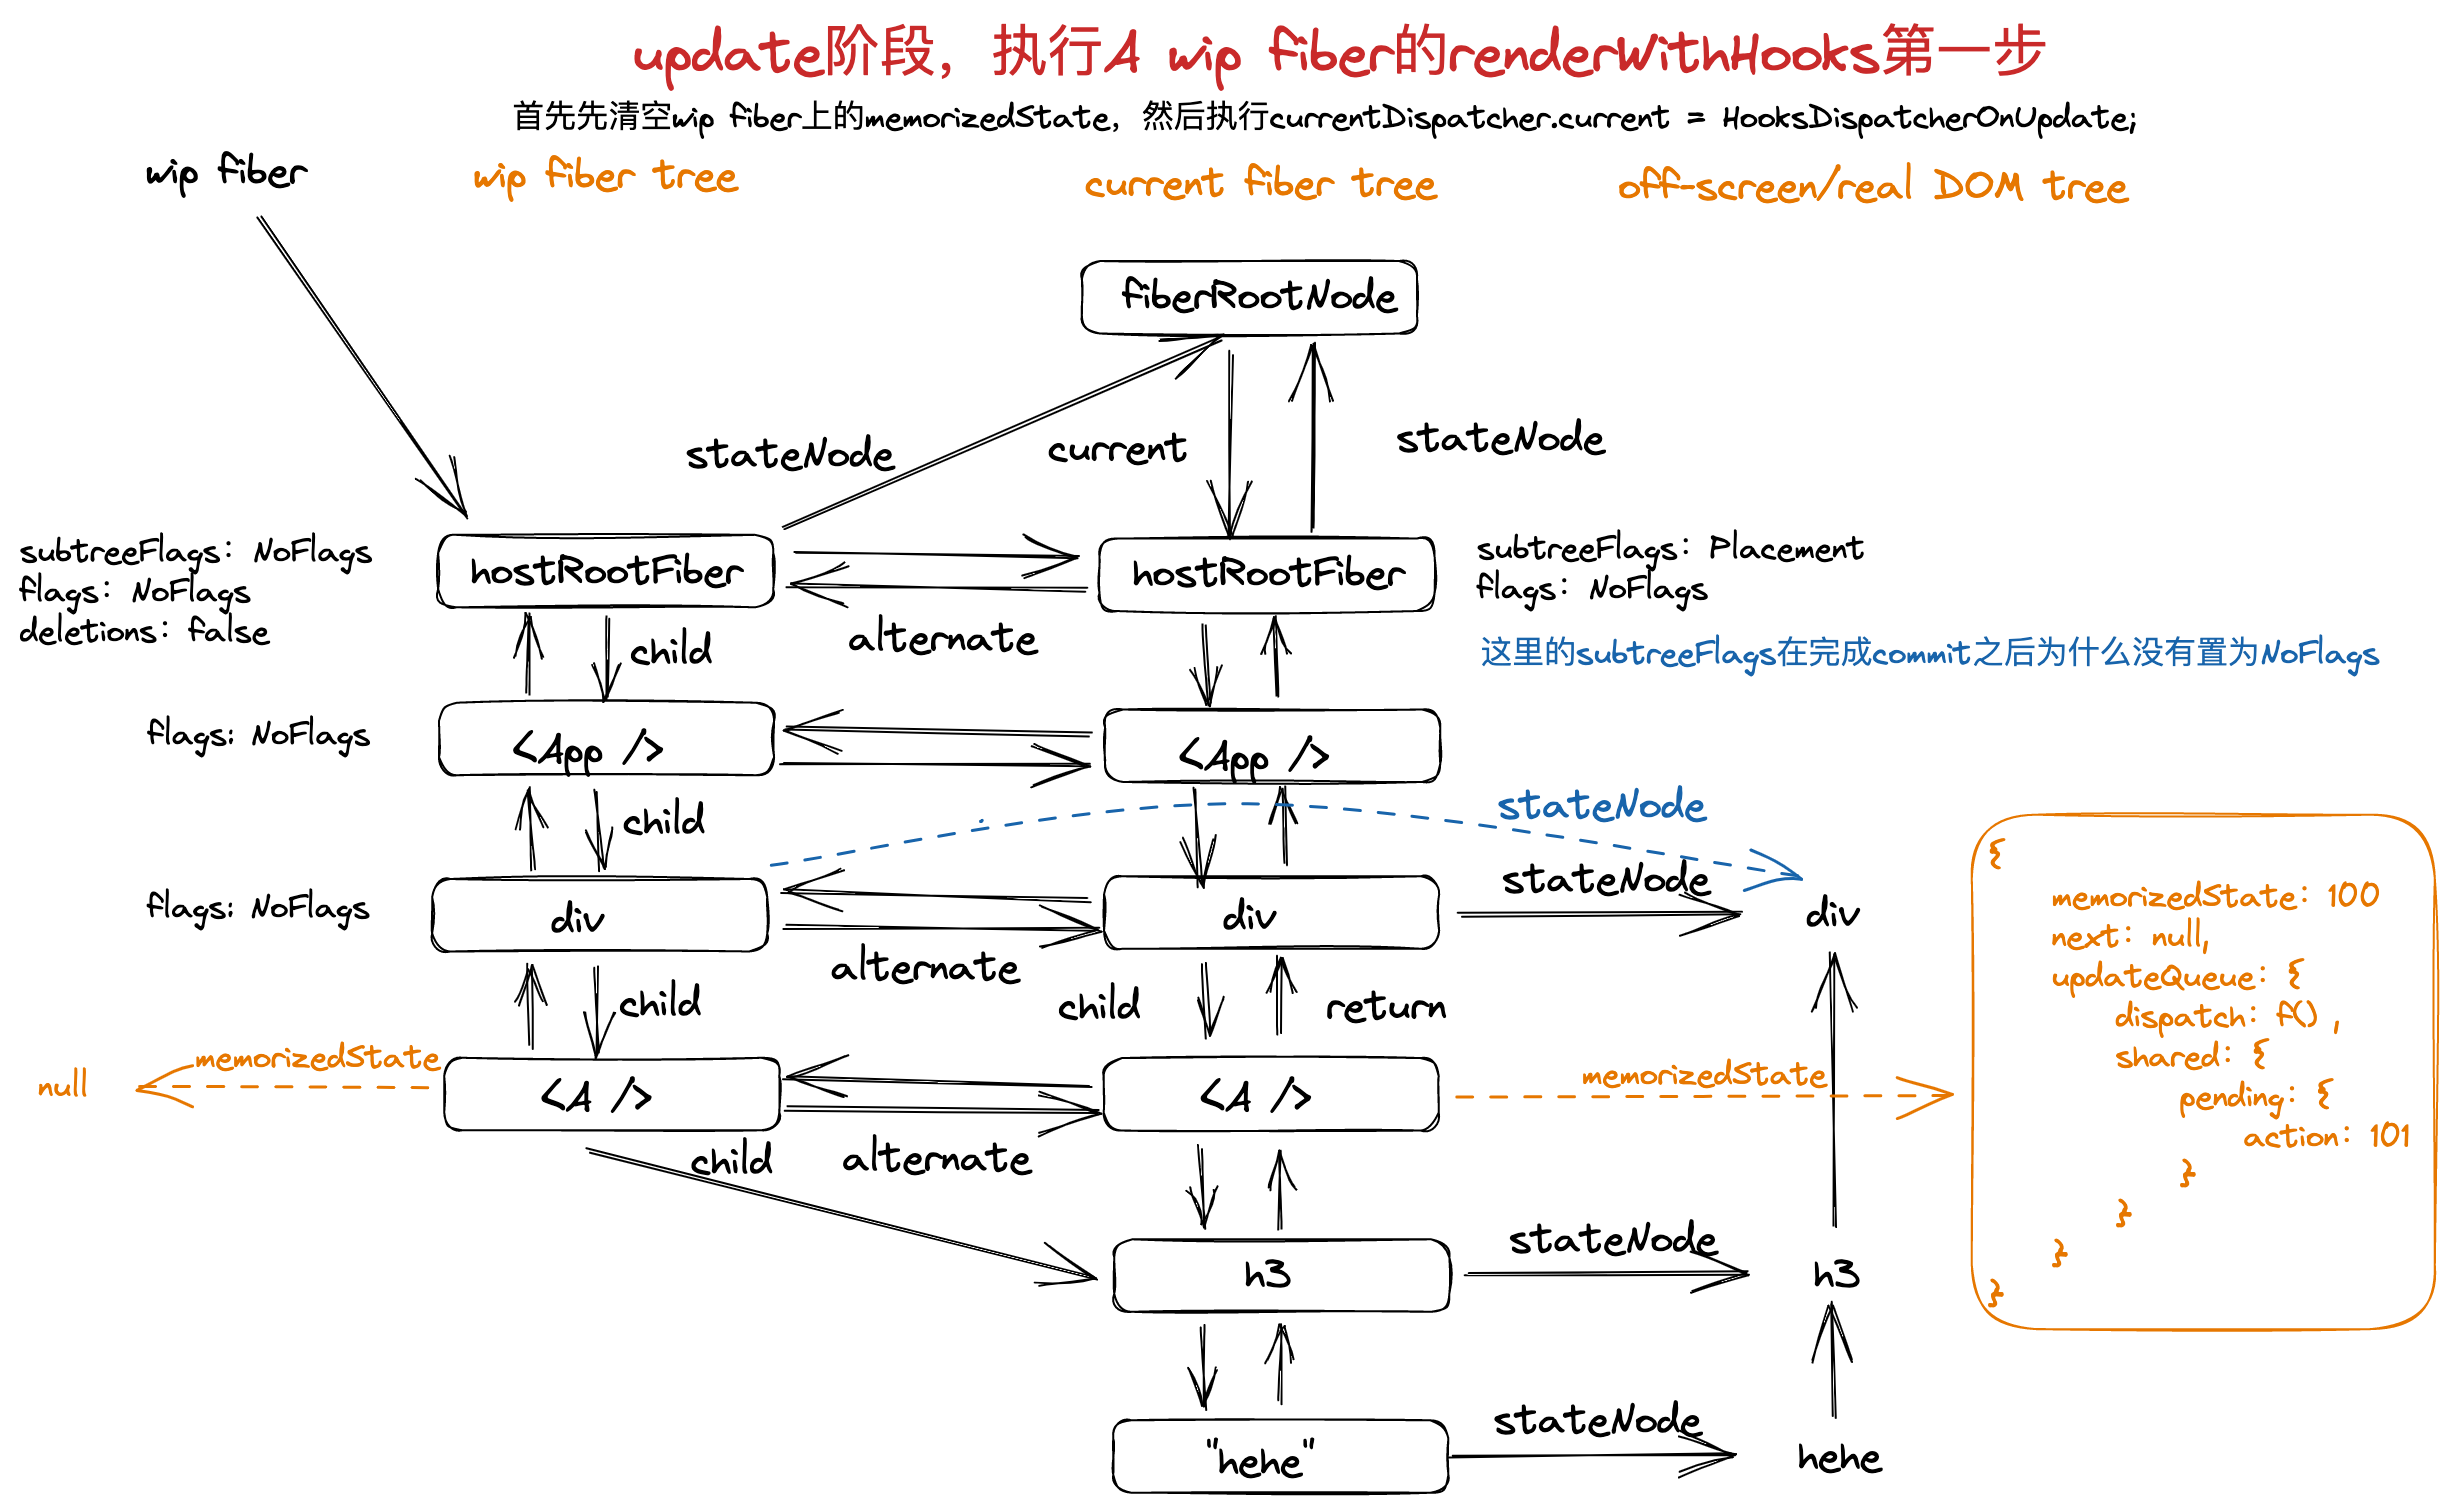 update阶段，执行A wip fiber的renderWithHooks第一步
首先先清空wip fiber上的memorizedState，然后执行currentDispatcher.current = HooksDispatcherOnUpdate;
wip fiber
wip fiber tree
current fiber tree
off-screen/real DOM tree
fiberRootNode
stateNode
current
stateNode
subtreeFlags: NoFlags
flags: NoFlags
deletions: false
hostRootFiber
hostRootFiber
subtreeFlags: Placement
flags: NoFlags
child
alternate
这里的subtreeFlags在完成commit之后为什么没有置为NoFlags
flags: NoFlags
<App />
<App />
child
stateNode
flags: NoFlags
div
div
stateNode
div
alternate
child
child
return
null
memorizedState
<A />
<A />
memorizedState
{
memorizedState: 100
next: null,
updateQueue: {
dispatch: f() ,
shared: {
pending: {
action: 101
}
}
}
}
child
alternate
h3
stateNode
h3
"hehe"
stateNode
hehe